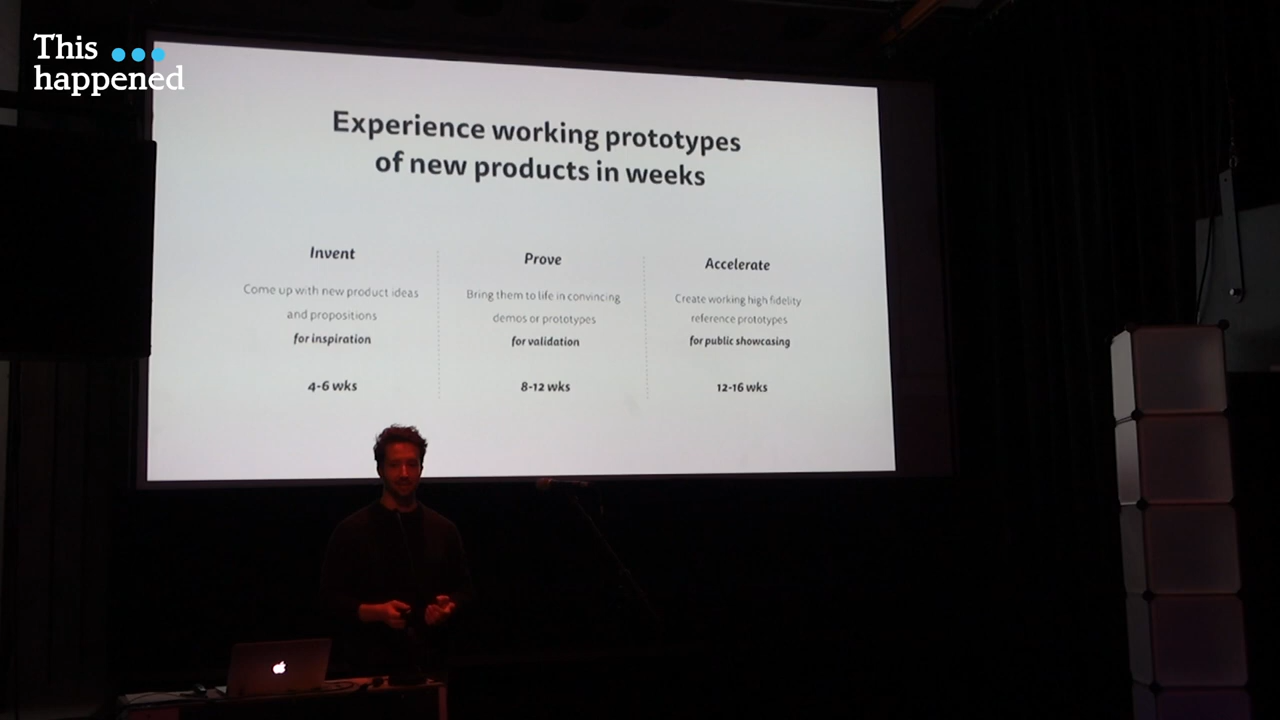 This
happened
Experience working prototypes
of new products in weeks
Invent
Come up with new product ideas
and propositions
for inspiration
4-6 wks
Prove
Bring them to life in convincing
demos or prototypes
for validation
8-12 wks
Accelerate
Create working high fidelity
reference prototypes
for public showcasing
12-16 wks